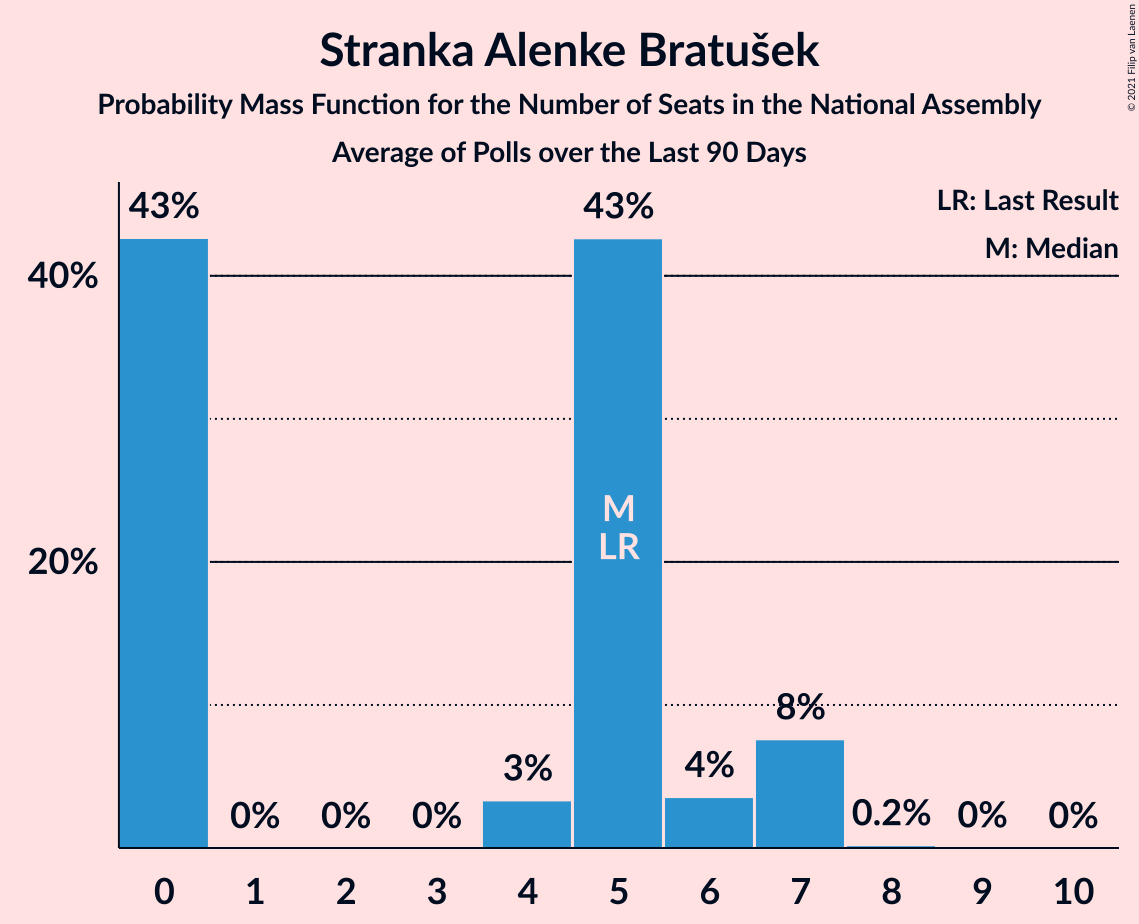 Stranka Alenke Bratušek
Probability Mass Function for the Number of Seats in the National Assembly
Average of Polls over the Last 90 Days
© 2021 Filip van Laenen
LR: Last Result
M: Median
43%
43%
40%
M
LR
20%
8%
4%
3%
0%
0%
0%
0.2%
0%
0%
0 1 2 3 4 5 6 7 8 9 10